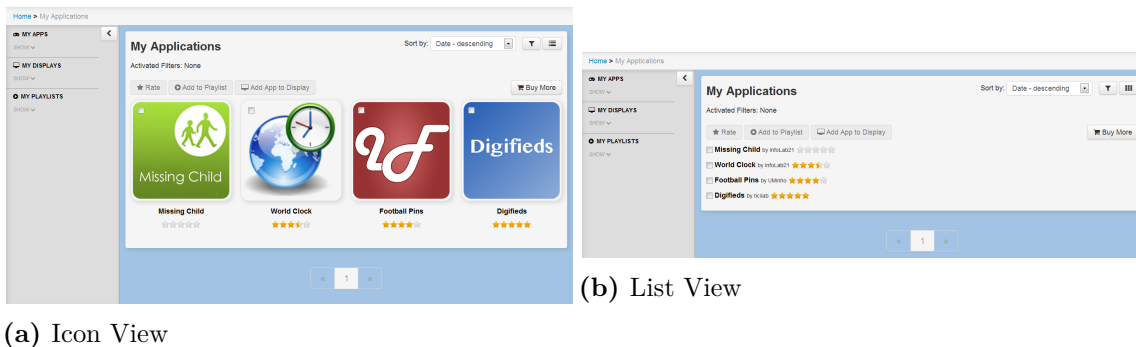 Home > My Applications
MY APPS
SHOW
MY DISPLAYS
SHOW
MY PLAYLISTS
SHOW
My Applications
Sort by: Date - descending
Activated Filters: None
Rate Add to Playlist Add App to Display Buy More
Missing Child
Digifieds
Missing Child World Clock Football Pins Digifieds
« 1 »
(a) Icon View
Home > My Applications
MY APPS
SHOW
MY DISPLAYS
SHOW
MY PLAYLISTS
SHOW
My Applications
Sort by: Date - descending
Activated Filters: None
Rate Add to Playlist Add App to Display Buy More
Missing Child by InfoLab21
World Clock by InfoLab21
Football Pins by UMinho
Digifieds by hcilab
« 1 »
(b) List View